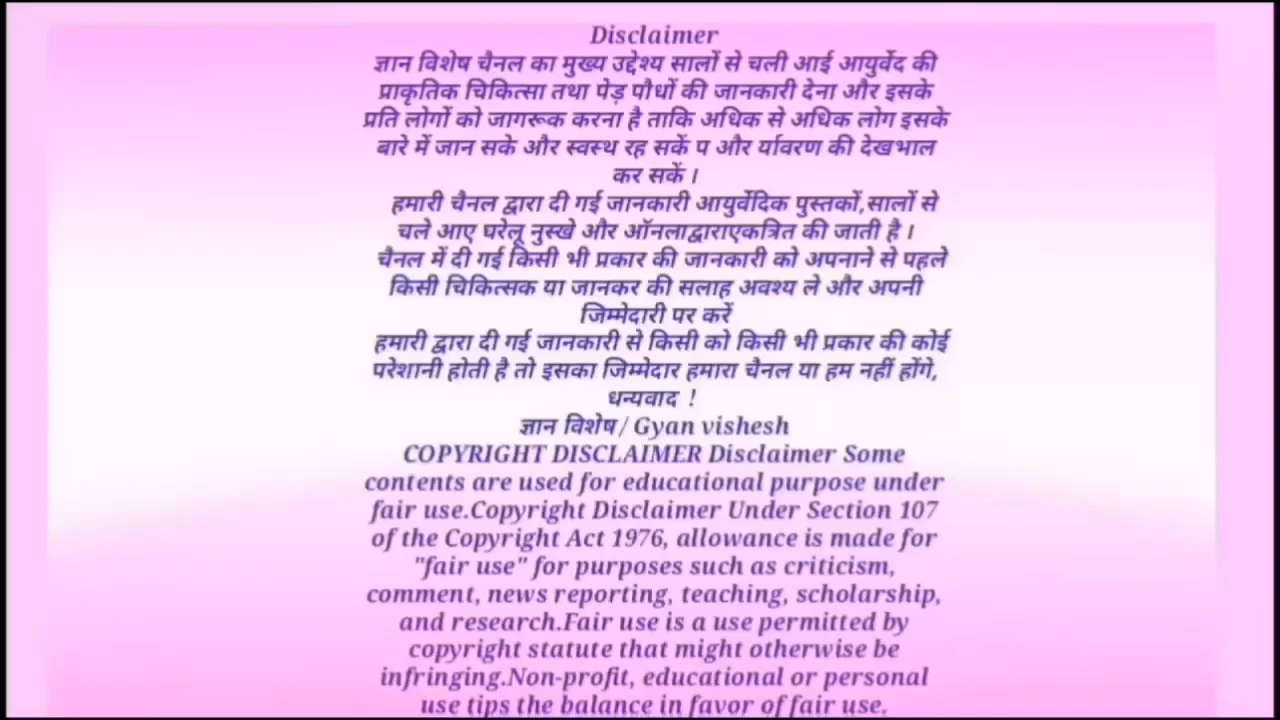 Disclaimer
ज्ञान विशेष चैनल का मुख्य उद्देश्य सालों से चली आई आयुर्वेद की
प्राकृतिक चिकित्सा तथा पेड़ पौधों की जानकारी देना और इसके
प्रति लोगों को जागरूक करना है ताकि अधिक से अधिक लोग इसके
बारे में जान सके और स्वस्थ रह सकें प और र्यावरण की देखभाल
कर सकें ।
हमारी चैनल द्वारा दी गई जानकारी आयुर्वेदिक पुस्तकों,सालों से
चले आए घरेलू नुस्खे और ऑनलाद्वाराएकत्रित की जाती है ।
चैनल में दी गई किसी भी प्रकार की जानकारी को अपनाने से पहले
किसी चिकित्सक या जानकर की सलाह अवश्य ले और अपनी
जिम्मेदारी पर करें
हमारी द्वारा दी गई जानकारी से किसी को किसी भी प्रकार की कोई
परेशानी होती है तो इसका जिम्मेदार हमारा चैनल या हम नहीं होंगे,
धन्यवाद !
ज्ञान विशेष/ Gyan vishesh
COPYRIGHT DISCLAIMER Disclaimer Some
contents are used for educational purpose under
fair use.Copyright Disclaimer Under Section 107
of the Copyright Act 1976, allowance is made for
"fair use" for purposes such as criticism,
comment, news reporting, teaching, scholarship,
and research.Fair use is a use permitted by
copyright statute that might otherwise be
infringing.Non-profit, educational or personal
use tips the balance in favor of fair use.